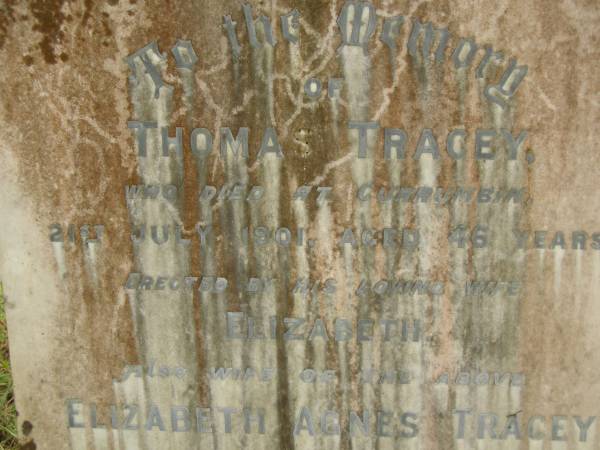 To the Memory
OF
THOMAS TRACEY,
WHO DIED AT CURRUMBIN,
21ST JULY 1901, AGED 46 YEARS
ERECTED BY HIS LOVING WIFE
ELIZABETH
ALSO WIFE OF THE ABOVE
ELIZABETH AGNES TRACEY